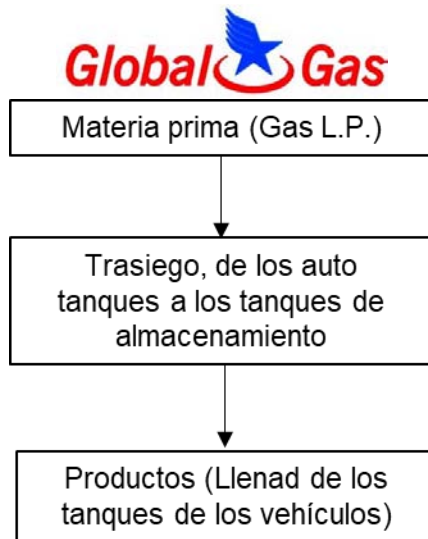 Global Gas
Materia prima (Gas L.P.)
Trasiego, de los auto
tanques a los tanques de
almacenamiento
Productos (Llenad de los
tanques de los vehículos)